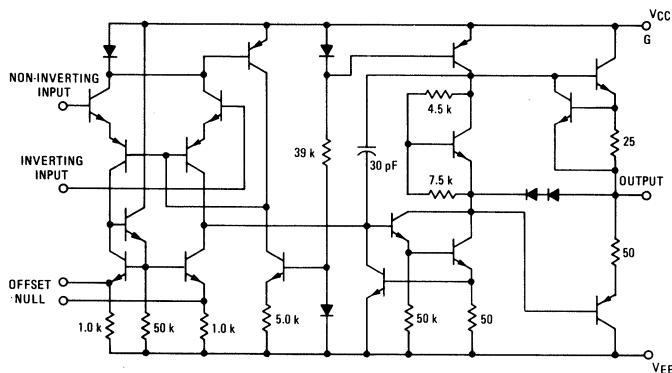 VCC
G
NON-INVERTING
INPUT
4.5 k
25
39 k
30 pF
INVERTING
INPUT
7.5 k
OUTPUT
50
OFFSET
NULL
1.0 k
50 k
1.0 k
5.0 k
50 k
50
VEE